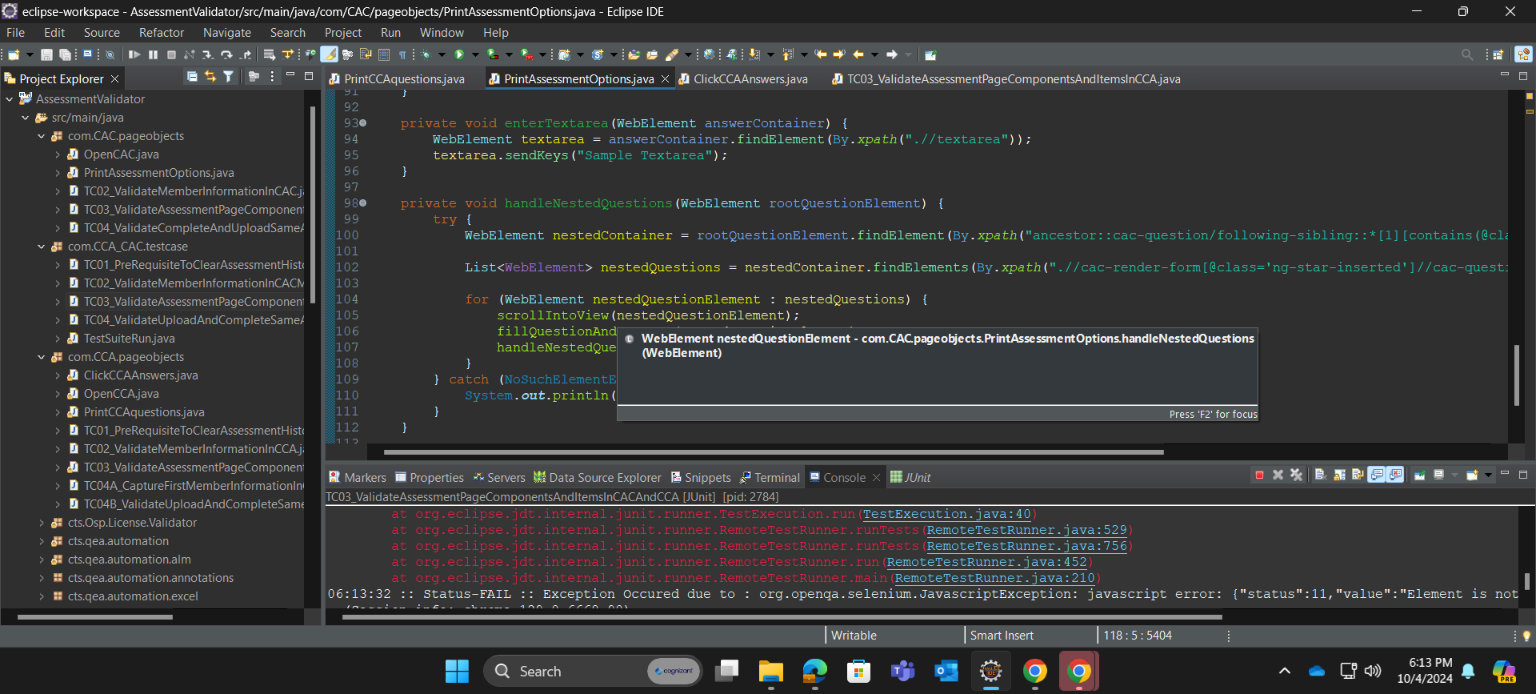 eclipse-workspace - AssessmentValidator/src/main/java/com/CAC/pageobjects/PrintAssessmentOptions.java - Eclipse IDE
File Edit Source Refactor Navigate Search Project Run Window Help
Project Explorer
AssessmentValidator
src/main/java
com.CAC.pageobjects
OpenCAC.java
PrintAssessmentOptions.java
TC02_ValidateMemberInformationInCAC.j
TC03_ValidateAssessmentPageComponent
TC04_ValidateCompleteAndUploadSameA
com.CCA_CAC.testcase
TC01_PreRequisiteToClearAssessmentHisto
TC02_ValidateMemberInformationInCACM
TC03_ValidateAssessmentPageComponent
TC04_ValidateUploadAndCompleteSameA
TestSuiteRun.java
com.CCA.pageobjects
ClickCCAAnswers.java
OpenCCA.java
PrintCCAquestions.java
TC01_PreRequisiteToClearAssessmentHisto
TC02_ValidateMemberInformationInCCA.j
TC03_ValidateAssessmentPageComponent
TC04A_CaptureFirstMemberInformationIn
TC04B_ValidateUploadAndCompleteSame
cts.Osp.License.Validator
cts.qea.automation
cts.qea.automation.alm
cts.qea.automation.annotations
cts.qea.automation.excel
PrintCCAquestions.java PrintAssessmentOptions.java ClickCCAAnswers.java TC03_ValidateAssessmentPageComponentsAndItemsInCCA.java
91 }
92
93 private void enterTextarea(WebElement answerContainer) {
94 WebElement textarea = answerContainer.findElement(By.xpath(".//textarea"));
95 textarea.sendKeys("Sample Textarea");
96 }
97
98 private void handleNestedQuestions(WebElement rootQuestionElement) {
99 try {
100 WebElement nestedContainer = rootQuestionElement.findElement(By.xpath("ancestor::cac-question/following-sibling::*[1][contains(@cla
101
102 List<WebElement> nestedQuestions = nestedContainer.findElements(By.xpath(".//cac-render-form[@class='ng-star-inserted']//cac-quest
103
104 for (WebElement nestedQuestionElement : nestedQuestions) {
105 scrollIntoView(nestedQuestionElement);
106 fillQuestionAnd
107 handleNestedQue
108 }
109 } catch (NoSuchElementE
110 System.out.println(
111 }
112 }
113
WebElement nestedQuestionElement - com.CAC.pageobjects.PrintAssessmentOptions.handleNestedQuestions
(WebElement)
Press 'F2' for focus
Markers Properties Servers Data Source Explorer Snippets Terminal Console JUnit
TC03_ValidateAssessmentPageComponentsAndItemsInCACAndCCA [JUnit] [pid: 2784]
at org.eclipse.jdt.internal.junit.runner.TestExecution.run(TestExecution.java:40)
at org.eclipse.jdt.internal.junit.runner.RemoteTestRunner.runTests(RemoteTestRunner.java:529)
at org.eclipse.jdt.internal.junit.runner.RemoteTestRunner.runTests(RemoteTestRunner.java:756)
at org.eclipse.jdt.internal.junit.runner.RemoteTestRunner.run(RemoteTestRunner.java:452)
at org.eclipse.jdt.internal.junit.runner.RemoteTestRunner.main(RemoteTestRunner.java:210)
06:13:32 :: Status-FAIL :: Exception Occured due to : org.openqa.selenium.JavascriptException: javascript error: {"status":11,"value":"Element is not
Writable Smart Insert 118 : 5 : 5404
Search cognizant
6:13 PM
10/4/2024
PRE